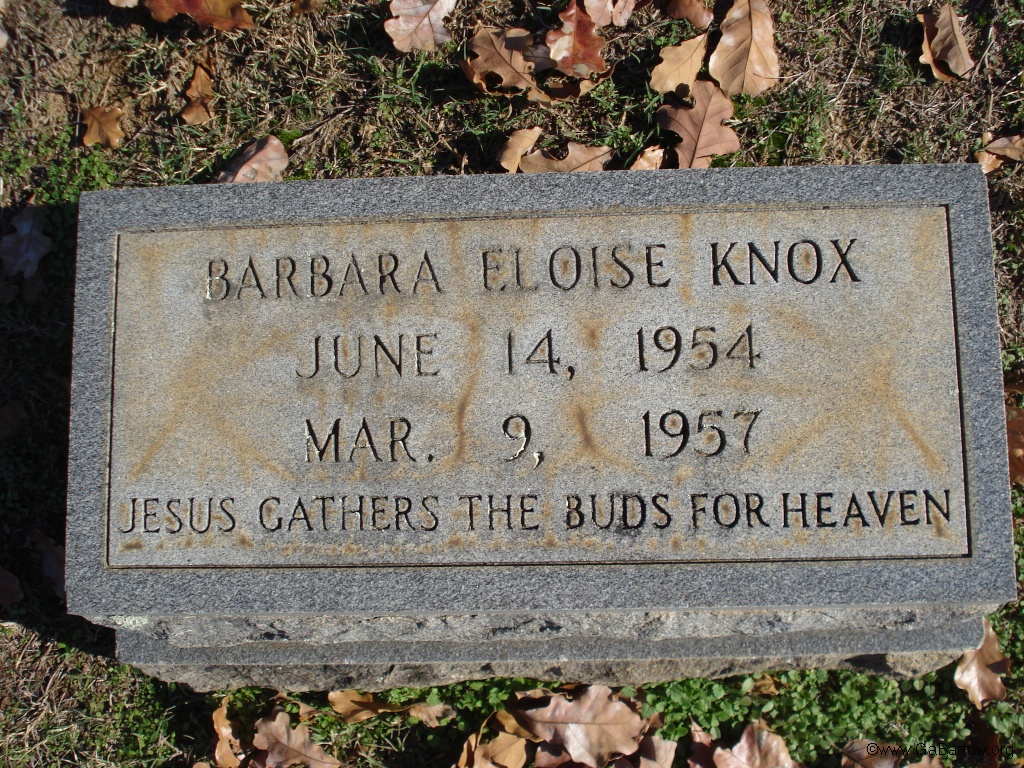 BARBARA ELOISE KNOX
JUNE 14, 1954
MAR. 9, 1957
JESUS GATHERS THE BUDS FOR HEAVEN
©www.GaBartow.org